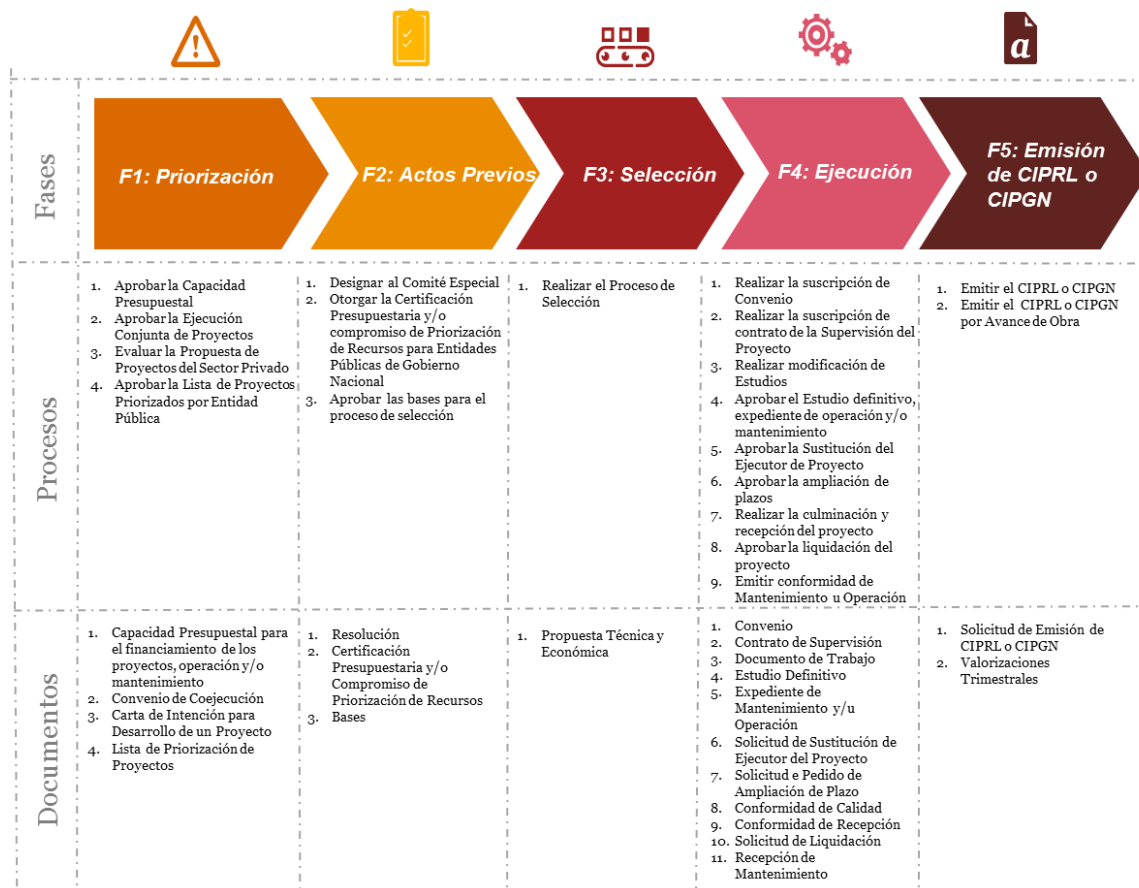 a
Fases
F1: Priorización
F2: Actos Previos
F3: Selección
F4: Ejecución
F5: Emisión
de CIPRL o
CIPGN
Procesos
1. Aprobar la Capacidad
Presupuestal
2. Aprobar la Ejecución
Conjunta de Proyectos
3. Evaluar la Propuesta de
Proyectos del Sector Privado
4. Aprobar la Lista de Proyectos
Priorizados por Entidad
Pública
1. Designar al Comité Especial
2. Otorgar la Certificación
Presupuestaria y/o
compromiso de Priorización
de Recursos para Entidades
Públicas de Gobierno
Nacional
3. Aprobar las bases para el
proceso de selección
1. Realizar el Proceso de
Selección
1. Realizar la suscripción de
Convenio
2. Realizar la suscripción de
contrato de la Supervisión del
Proyecto
3. Realizar modificación de
Estudios
4. Aprobar el Estudio definitivo,
expediente de operación y/o
mantenimiento
5. Aprobar la Sustitución del
Ejecutor de Proyecto
6. Aprobar la ampliación de
plazos
7. Realizar la culminación y
recepción del proyecto
8. Aprobar la liquidación del
proyecto
9. Emitir conformidad de
Mantenimiento u Operación
1. Emitir el CIPRL o CIPGN
2. Emitir el CIPRL o CIPGN
por Avance de Obra
Documentos
1. Capacidad Presupuestal para
el financiamiento de los
proyectos, operación y/o
mantenimiento
2. Convenio de Coejecución
3. Carta de Intención para
Desarrollo de un Proyecto
4. Lista de Priorización de
Proyectos
1. Resolución
2. Certificación
Presupuestaria y/o
Compromiso de
Priorización de Recursos
3. Bases
1. Propuesta Técnica y
Económica
1. Convenio
2. Contrato de Supervisión
3. Documento de Trabajo
4. Estudio Definitivo
5. Expediente de
Mantenimiento y/u
Operación
6. Solicitud de Sustitución de
Ejecutor del Proyecto
7. Solicitud e Pedido de
Ampliación de Plazo
8. Conformidad de Calidad
9. Conformidad de Recepción
10. Solicitud de Liquidación
11. Recepción de
Mantenimiento
1. Solicitud de Emisión de
CIPRL o CIPGN
2. Valorizaciones
Trimestrales